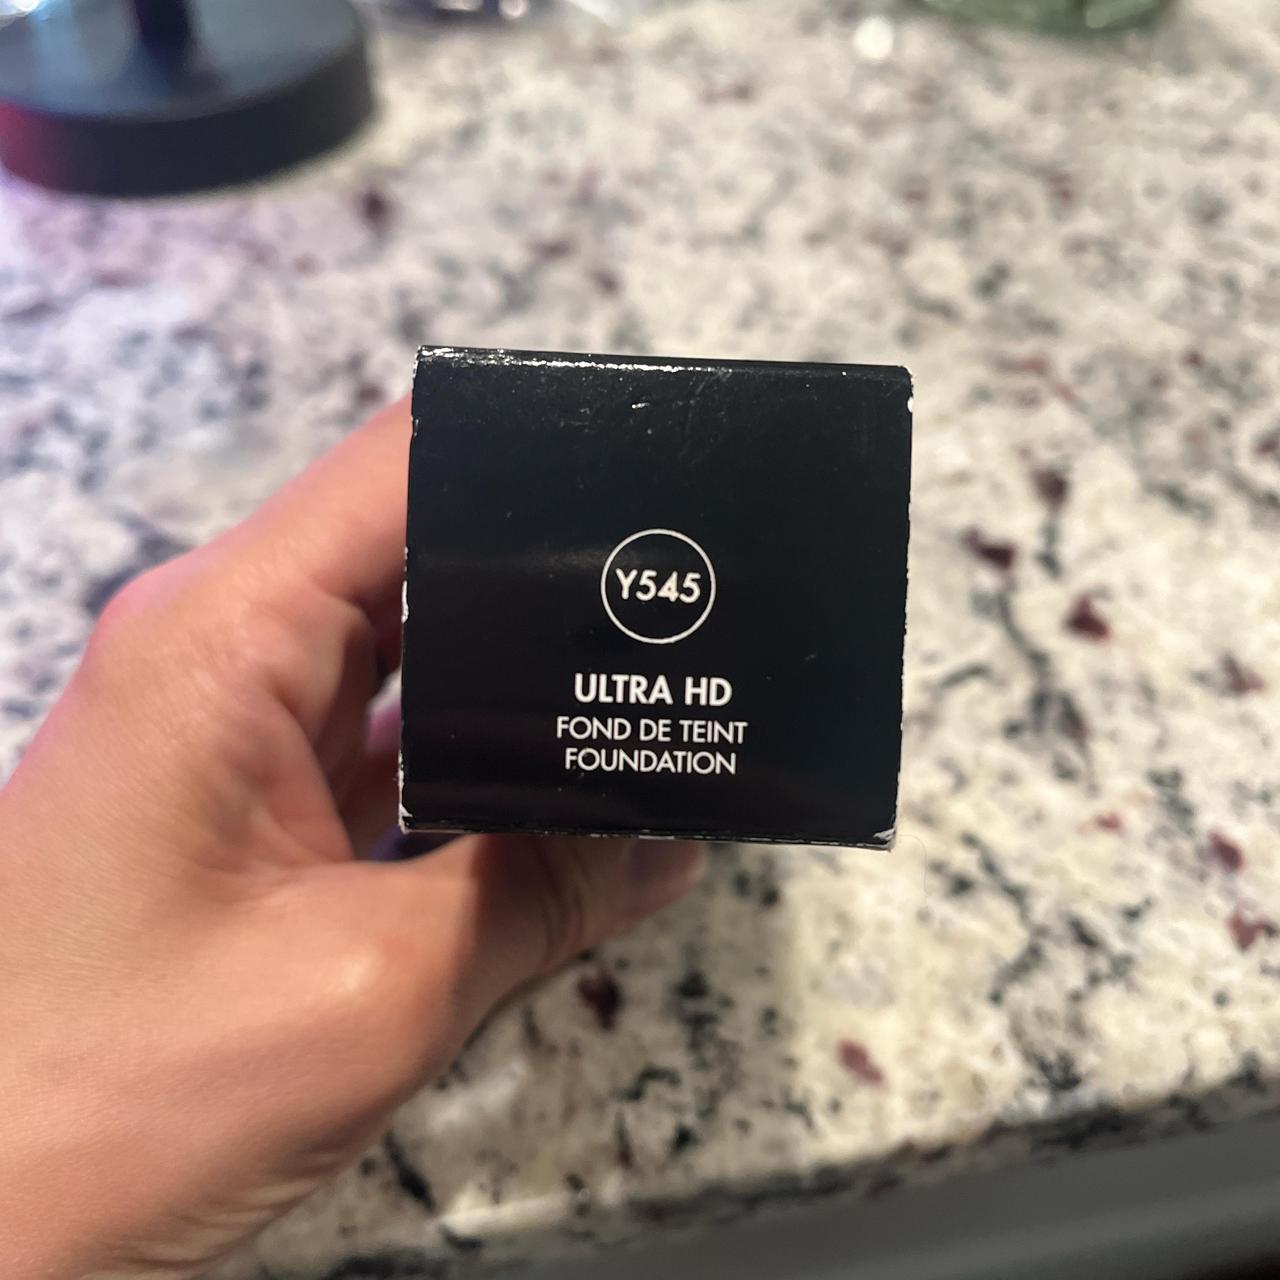 Y545
ULTRA HD
FOND DE TEINT
FOUNDATION